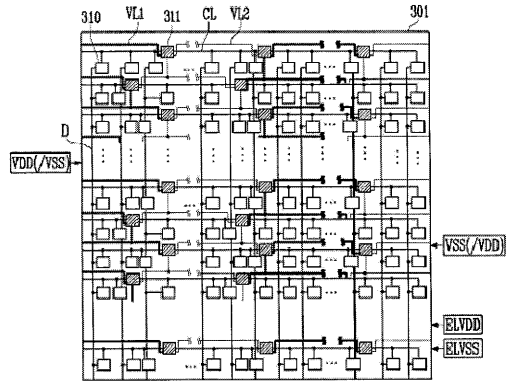 VL1 311 CL VL2 301
310
D
VDD(/VSS)
VSS(/VDD)
ELVDD
ELVSS